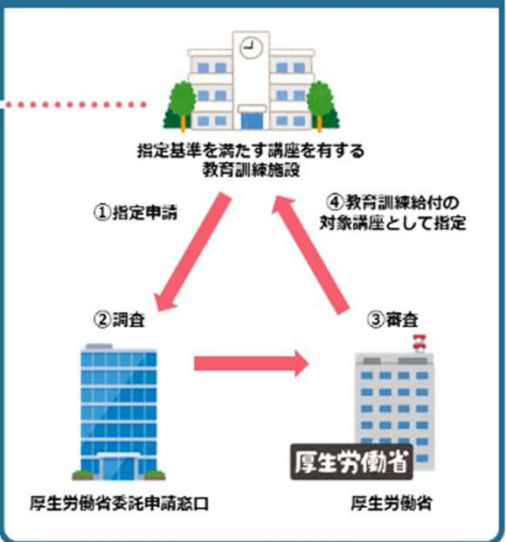 指定基準を満たす講座を有する
教育訓練施設
①指定申請
④教育訓練給付の
対象講座として指定
②調査
③審査
厚生労働省
厚生労働省委託申請窓口
厚生労働省